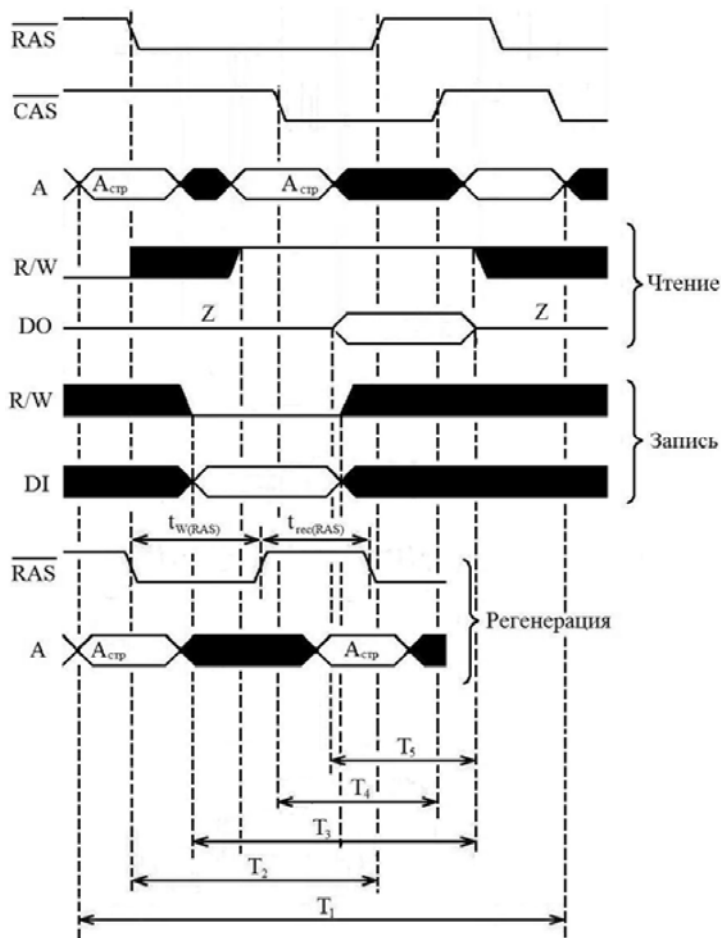 RAS
CAS
A Aстр Aстр
R/W
Чтение
DO Z Z
R/W
Запись
DI
tW(RAS) trec(RAS)
RAS
Регенерация
A Aстр Aстр
T5
T4
T3
T2
T1